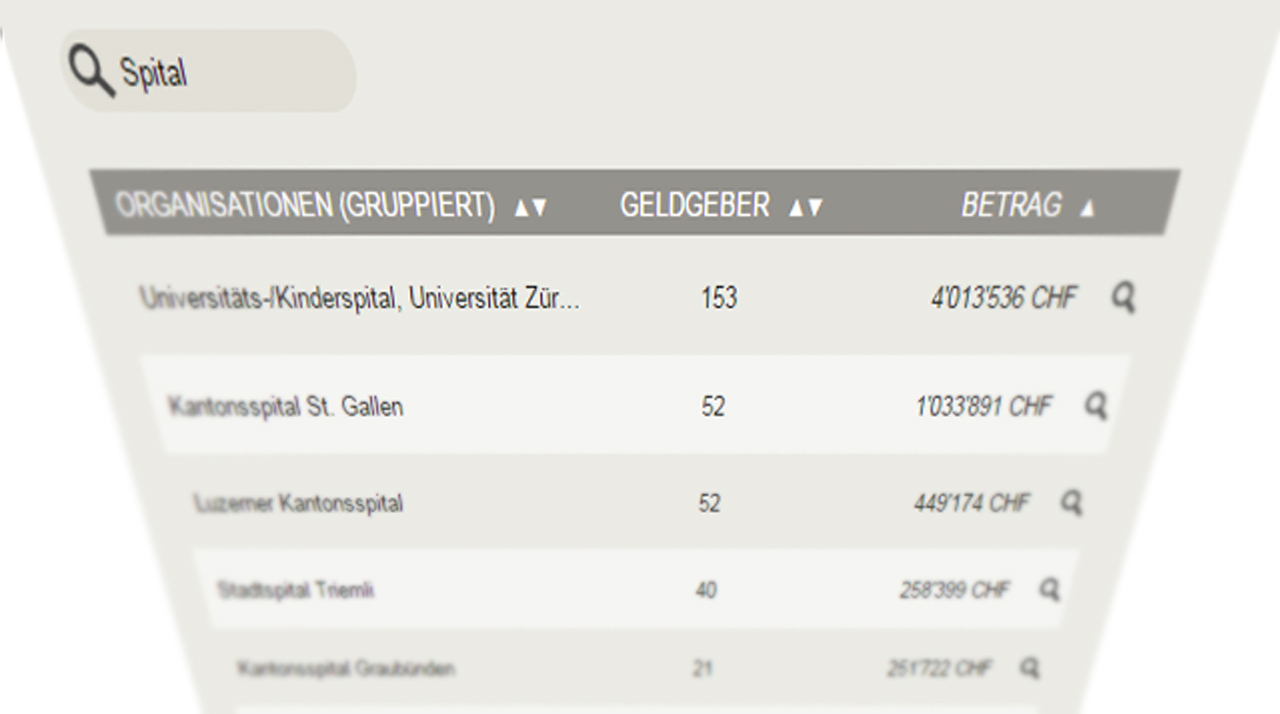 Spital
ORGANISATIONEN (GRUPPIERT) ▲▼ GELDGEBER ▲▼ BETRAG ▲
Universitäts-/Kinderspital, Universität Zür... 153 4'013'536 CHF
Kantonsspital St. Gallen 52 1'033'891 CHF
Luzerner Kantonsspital 52 449'174 CHF
Stadtspital Triemli 40 258'399 CHF
Kantonsspital Graubünden 21 251'722 CHF